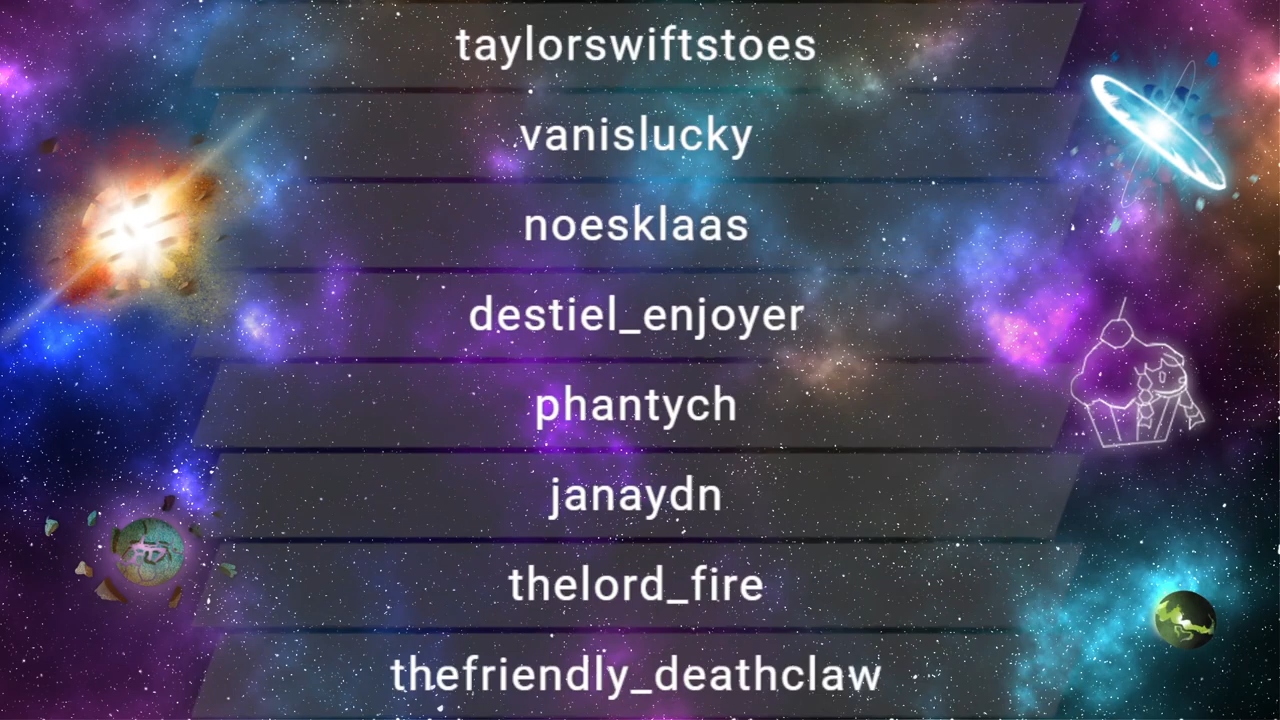 taylorswiftstoes
vanislucky
noesklaas
destiel_enjoyer
phantych
janaydn
thelord_fire
thefriendly_deathclaw